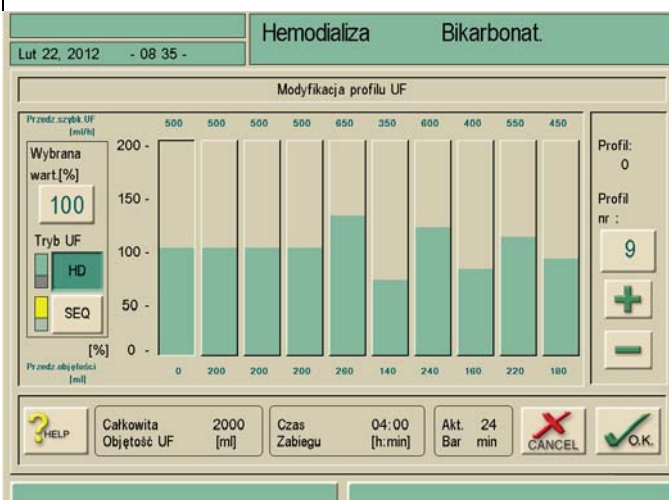 Hemodializa Bikarbonat.
Lut 22, 2012 - 08 35 -
Modyfikacja profilu UF
Przedz.szybk.UF
[ml/h]
500 500 500 500 650 350 600 400 550 450
Wybrana
wart.[%]
100
Tryb UF
HD
SEQ
[%]
200 -
150 -
100 -
50 -
0 -
Przedz.objętości
[ml]
0 200 200 200 260 140 240 160 220 180
Profil:
0
Profil
nr :
9
HELP
Całkowita 2000
Objętość UF [ml]
Czas 04:00
Zabiegu [h:min]
Akt. 24
Bar min
CANCEL
O.K.